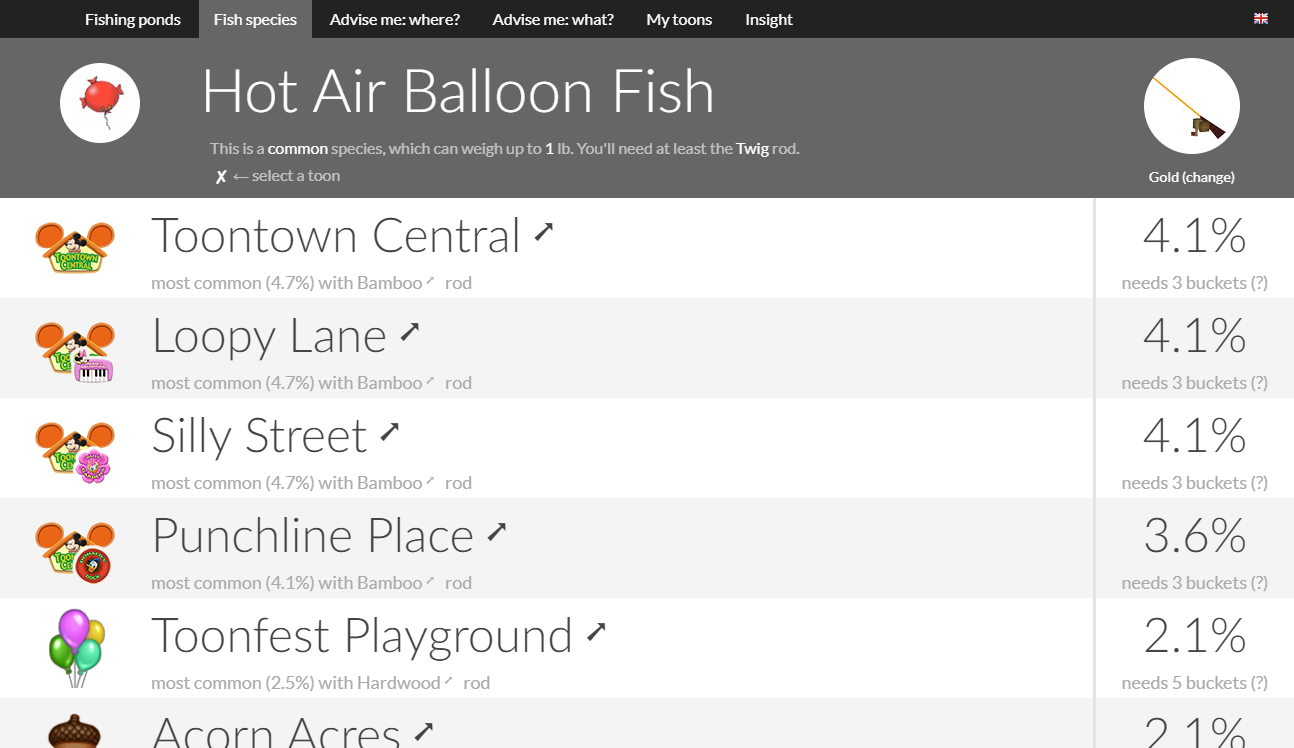 Fishing ponds Fish species Advise me: where? Advise me: what? My toons Insight
Hot Air Balloon Fish
This is a common species, which can weigh up to 1 lb. You'll need at least the Twig rod.
✘ ← select a toon
Gold (change)
TOONTOWN CENTRAL
Toontown Central ➚ 4.1%
most common (4.7%) with Bamboo ➚ rod needs 3 buckets (?)
Loopy Lane ➚ 4.1%
most common (4.7%) with Bamboo ➚ rod needs 3 buckets (?)
Silly Street ➚ 4.1%
most common (4.7%) with Bamboo ➚ rod needs 3 buckets (?)
Punchline Place ➚ 3.6%
most common (4.1%) with Bamboo ➚ rod needs 3 buckets (?)
Toonfest Playground ➚ 2.1%
most common (2.5%) with Hardwood ➚ rod needs 5 buckets (?)
Acorn Acres ➚ 2.1%